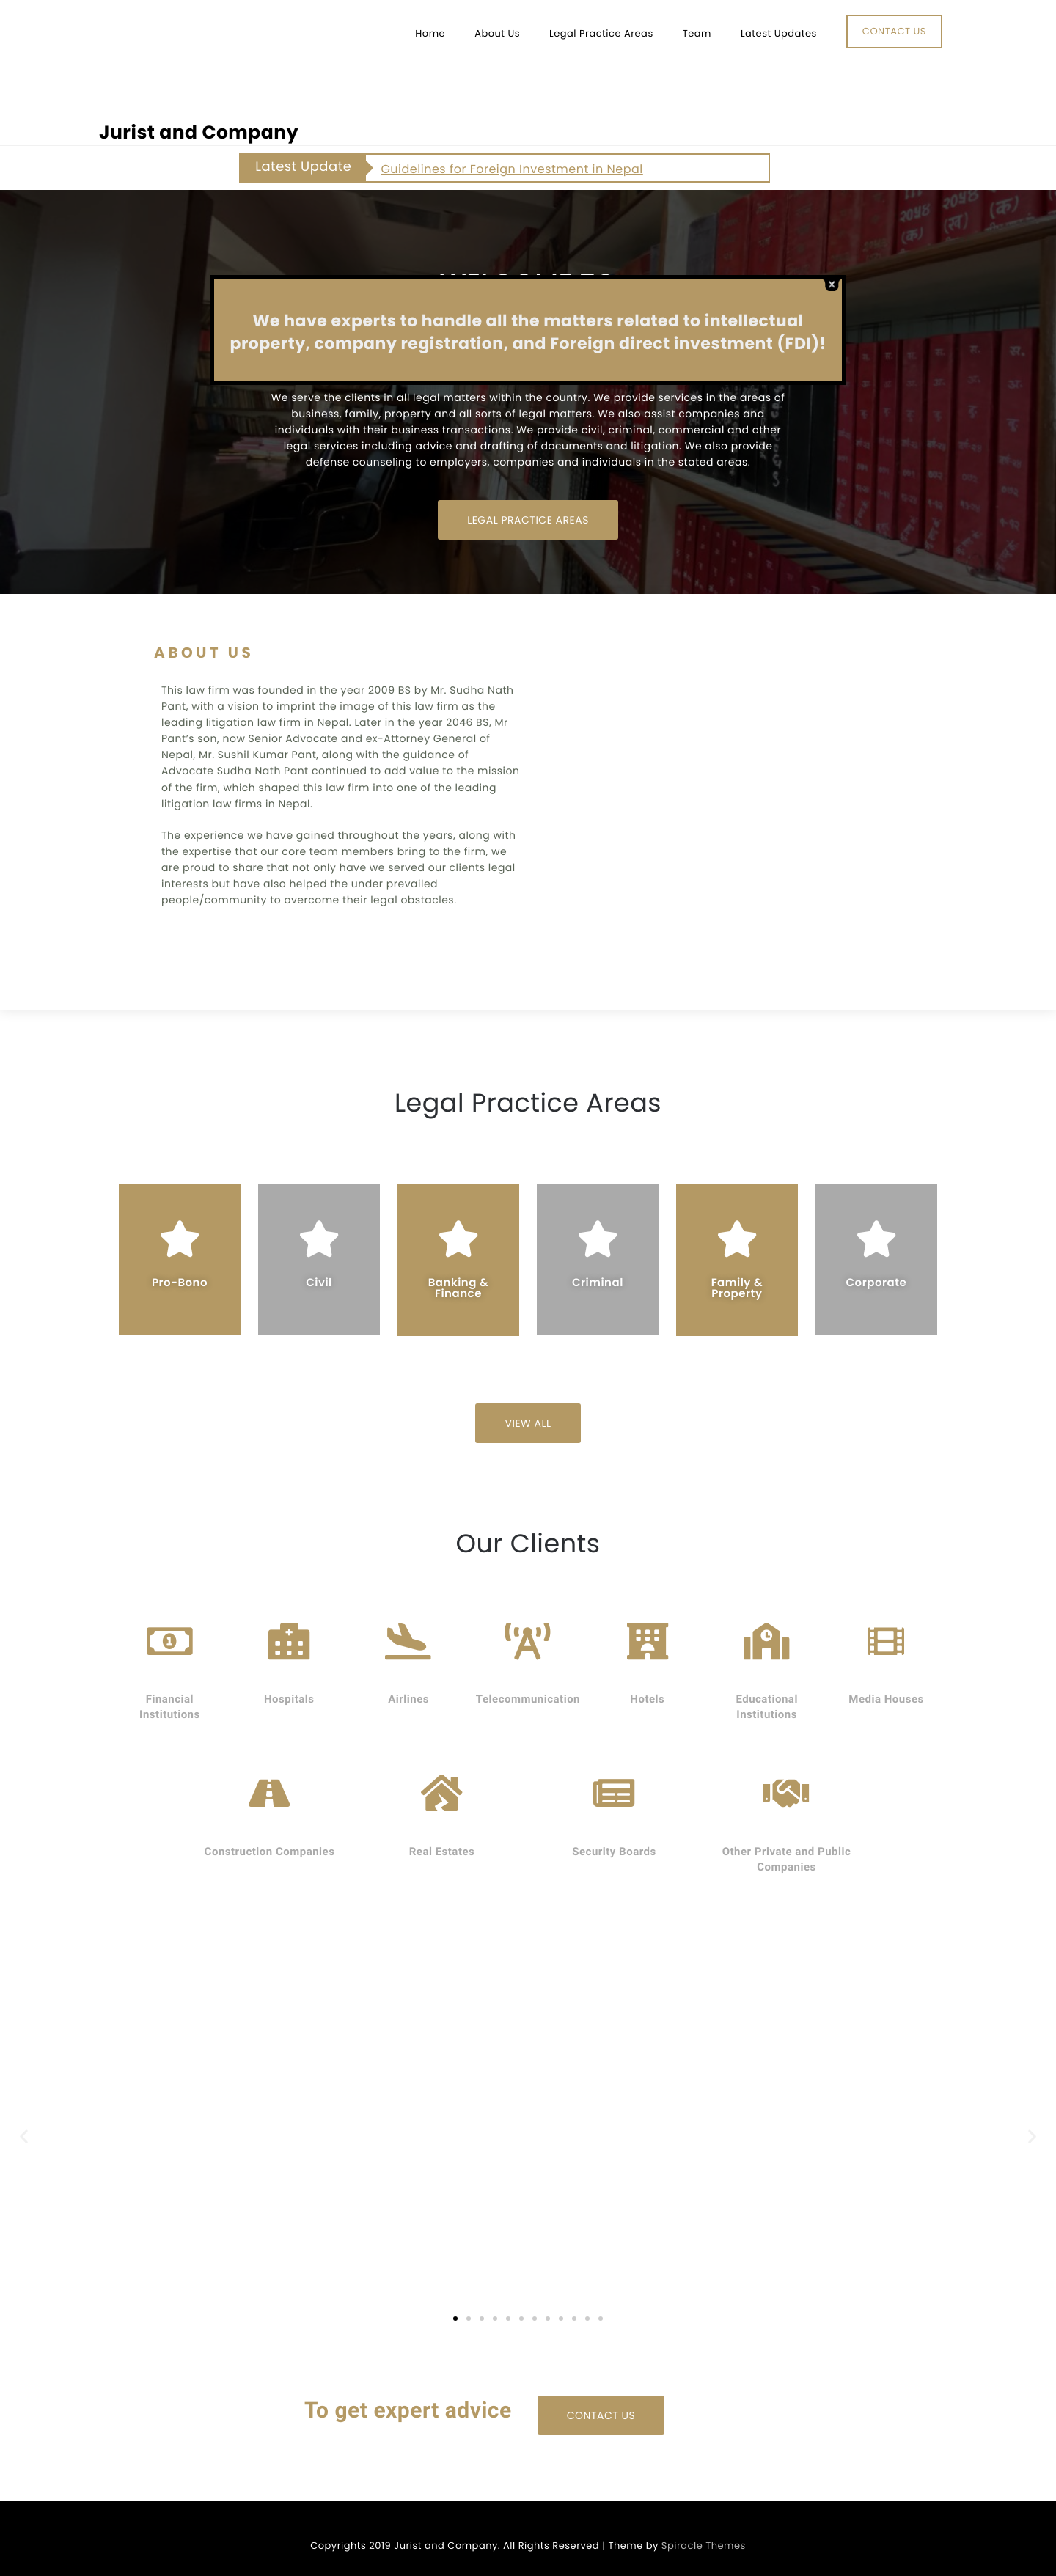 Home
About Us
Legal Practice Areas
Team
Latest Updates
CONTACT US
Jurist and Company
Latest Update
Guidelines for Foreign Investment in Nepal
We have experts to handle all the matters related to intellectual
property, company registration, and Foreign direct investment (FDI)!
We serve the clients in all legal matters within the country. We provide services in the areas of
business, family, property and all sorts of legal matters. We also assist companies and
individuals with their business transactions. We provide civil, criminal, commercial and other
legal services including advice and drafting of documents and litigation. We also provide
defense counseling to employers, companies and individuals in the stated areas.
LEGAL PRACTICE AREAS
ABOUT US
This law firm was founded in the year 2009 BS by Mr. Sudha Nath
Pant, with a vision to imprint the image of this law firm as the
leading litigation law firm in Nepal. Later in the year 2046 BS, Mr
Pant’s son, now Senior Advocate and ex-Attorney General of
Nepal, Mr. Sushil Kumar Pant, along with the guidance of
Advocate Sudha Nath Pant continued to add value to the mission
of the firm, which shaped this law firm into one of the leading
litigation law firms in Nepal.
The experience we have gained throughout the years, along with
the expertise that our core team members bring to the firm, we
are proud to share that not only have we served our clients legal
interests but have also helped the under prevailed
people/community to overcome their legal obstacles.
Legal Practice Areas
Pro-Bono
Civil
Banking &
Finance
Criminal
Family &
Property
Corporate
VIEW ALL
Our Clients
Financial
Institutions
Hospitals
Airlines
Telecommunication
Hotels
Educational
Institutions
Media Houses
Construction Companies
Real Estates
Security Boards
Other Private and Public
Companies
To get expert advice
CONTACT US
Copyrights 2019 Jurist and Company. All Rights Reserved | Theme by Spiracle Themes